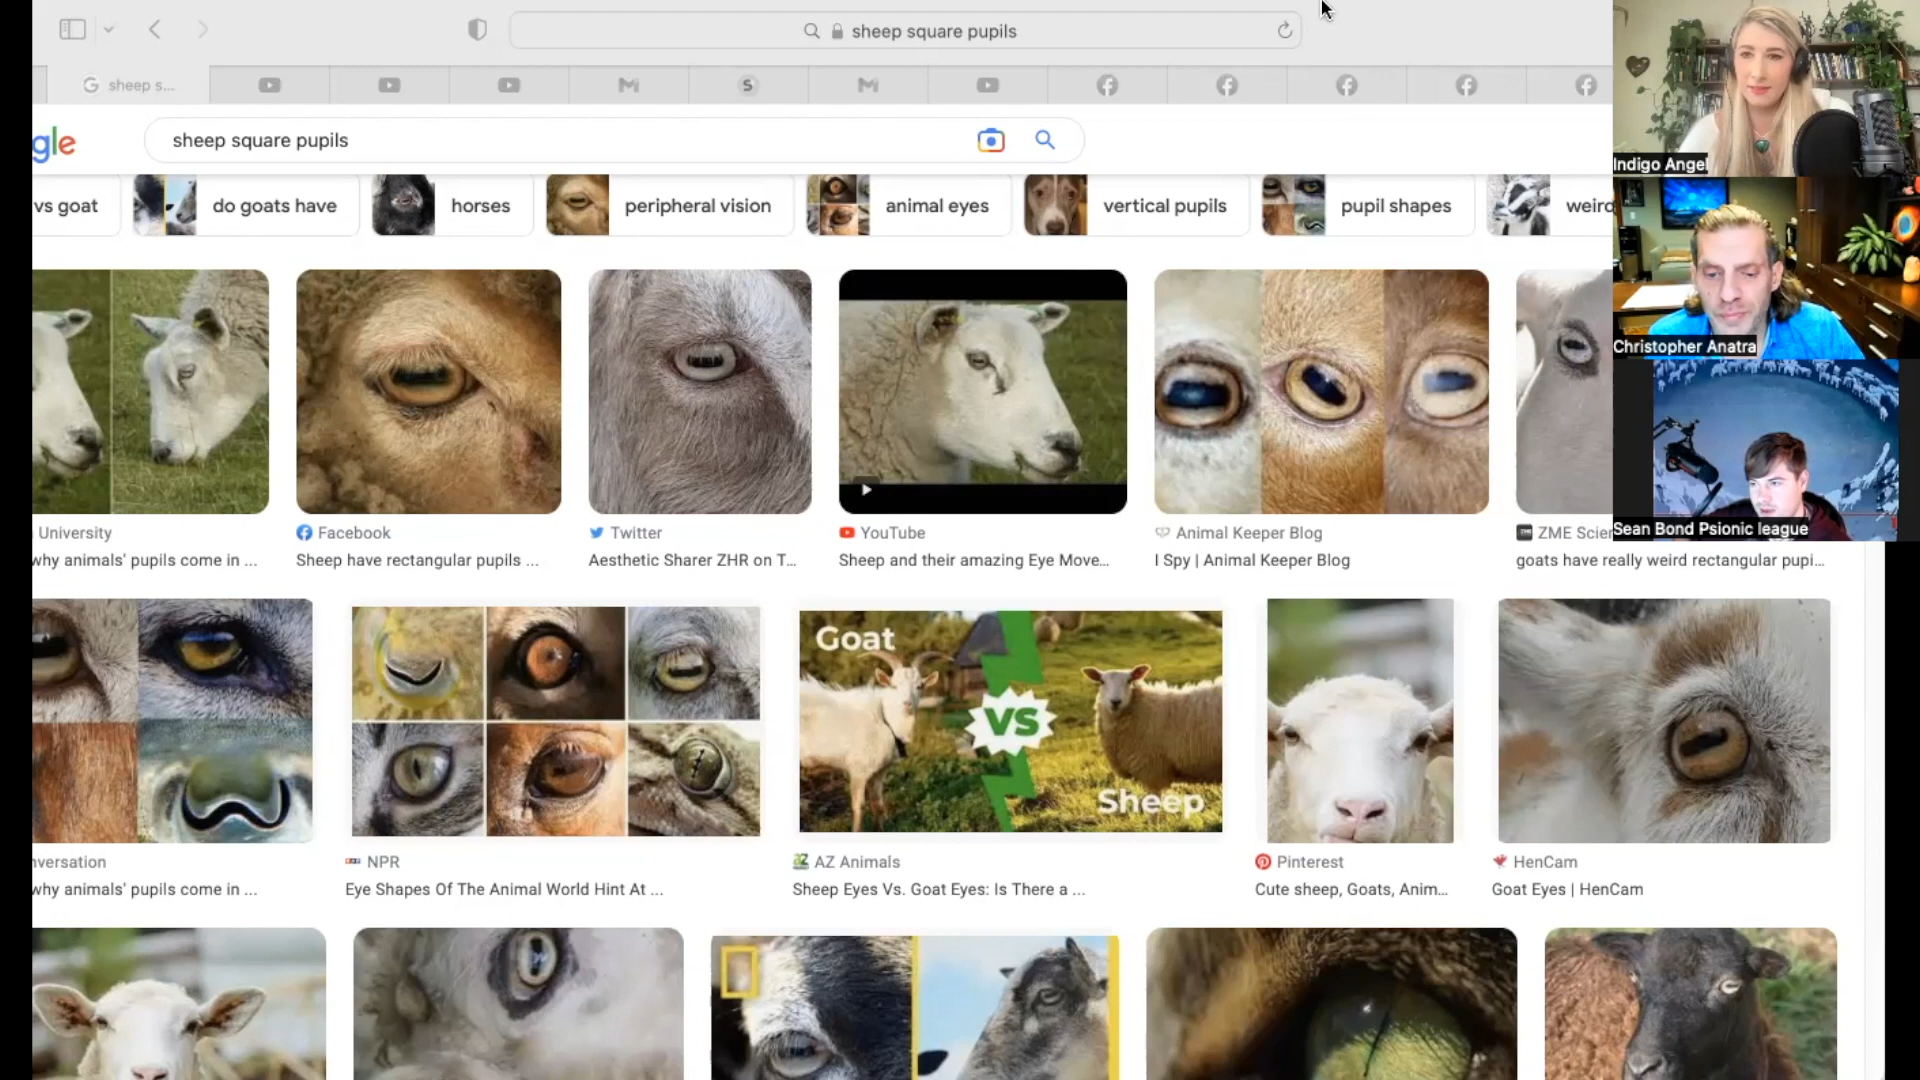 sheep square pupils
sheep s...
S
gle
sheep square pupils
vs goat
do goats have
horses
peripheral vision
animal eyes
vertical pupils
pupil shapes
weird
Indigo Angel
Christopher Anatra
Sean Bond Psionic league
University
why animals' pupils come in ...
Facebook
Sheep have rectangular pupils ...
Twitter
Aesthetic Sharer ZHR on T...
YouTube
Sheep and their amazing Eye Move...
Animal Keeper Blog
I Spy | Animal Keeper Blog
ZME Scien
goats have really weird rectangular pupi...
Goat
VS
Sheep
nversation
why animals' pupils come in ...
NPR
Eye Shapes Of The Animal World Hint At ...
AZ Animals
Sheep Eyes Vs. Goat Eyes: Is There a ...
Pinterest
Cute sheep, Goats, Anim...
HenCam
Goat Eyes | HenCam